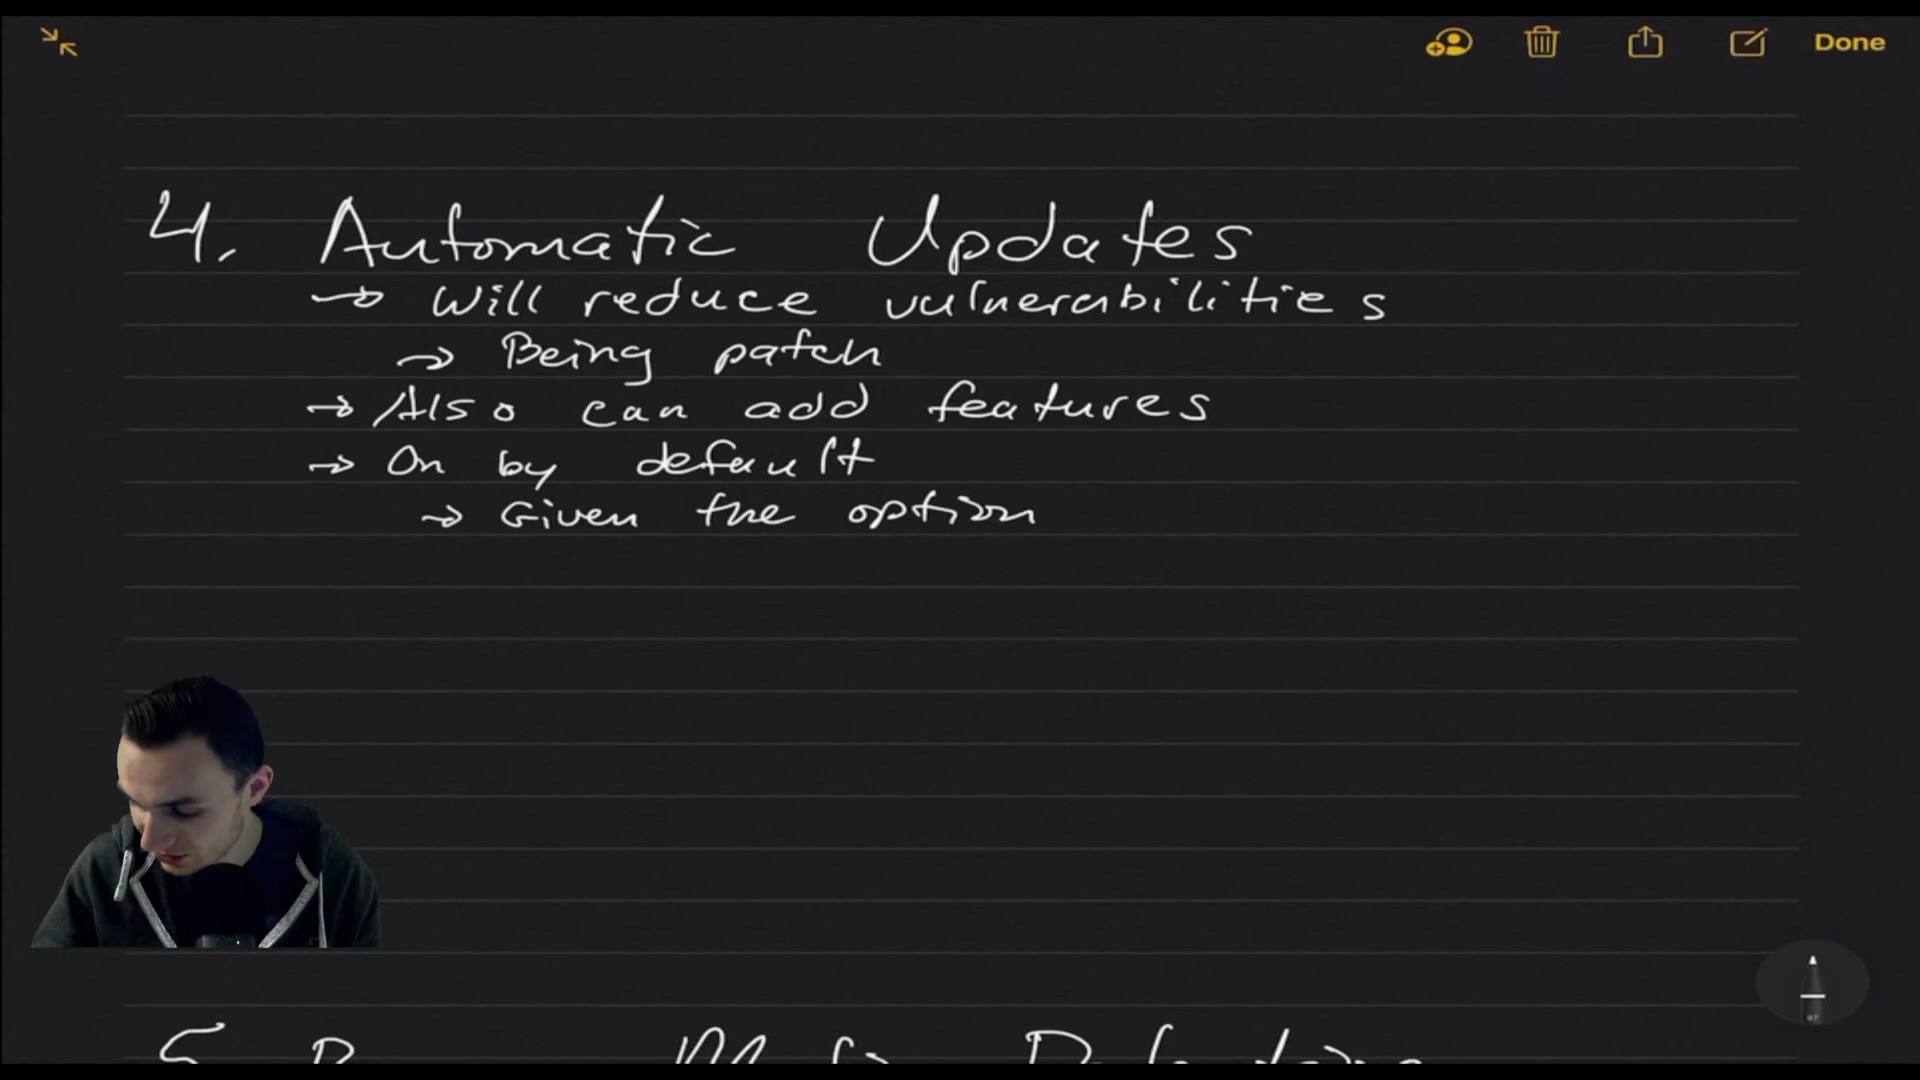 Done
4. Automatic Updates
→ Will reduce vulnerabilities
→ Being patch
→ Also can add features
→ On by default
→ Given the option
5